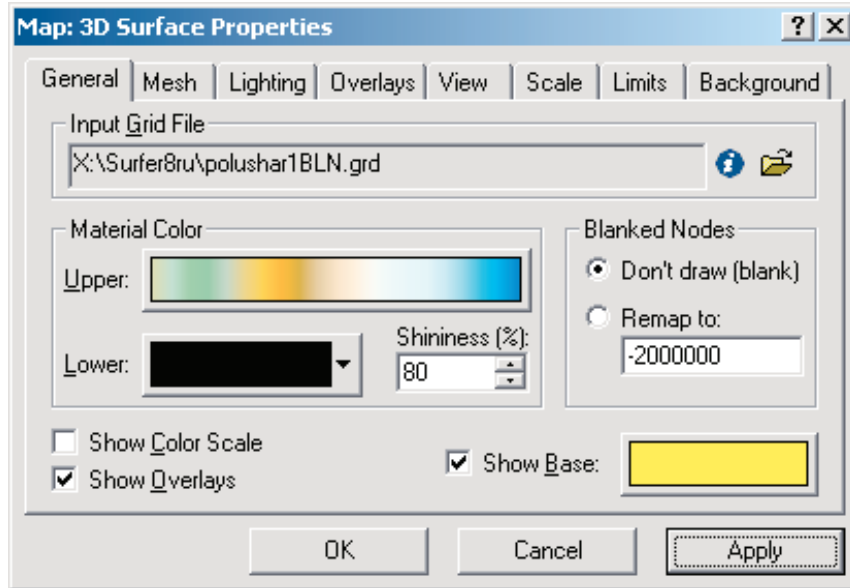 Map: 3D Surface Properties
General Mesh Lighting Overlays View Scale Limits Background
Input Grid File
X:\Surfer8ru\polushar1BLN.grd
Material Color
Upper:
Lower:
Shininess (%):
80
Blanked Nodes
Don't draw (blank)
Remap to:
-2000000
Show Color Scale
Show Overlays
Show Base:
OK Cancel Apply